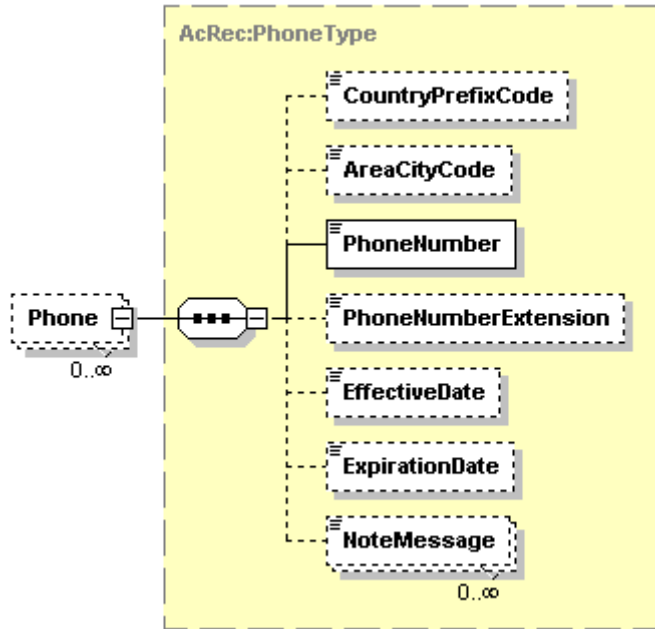 AcRec:PhoneType
CountryPrefixCode
AreaCityCode
PhoneNumber
Phone
0..∞
PhoneNumberExtension
EffectiveDate
ExpirationDate
NoteMessage
0..∞